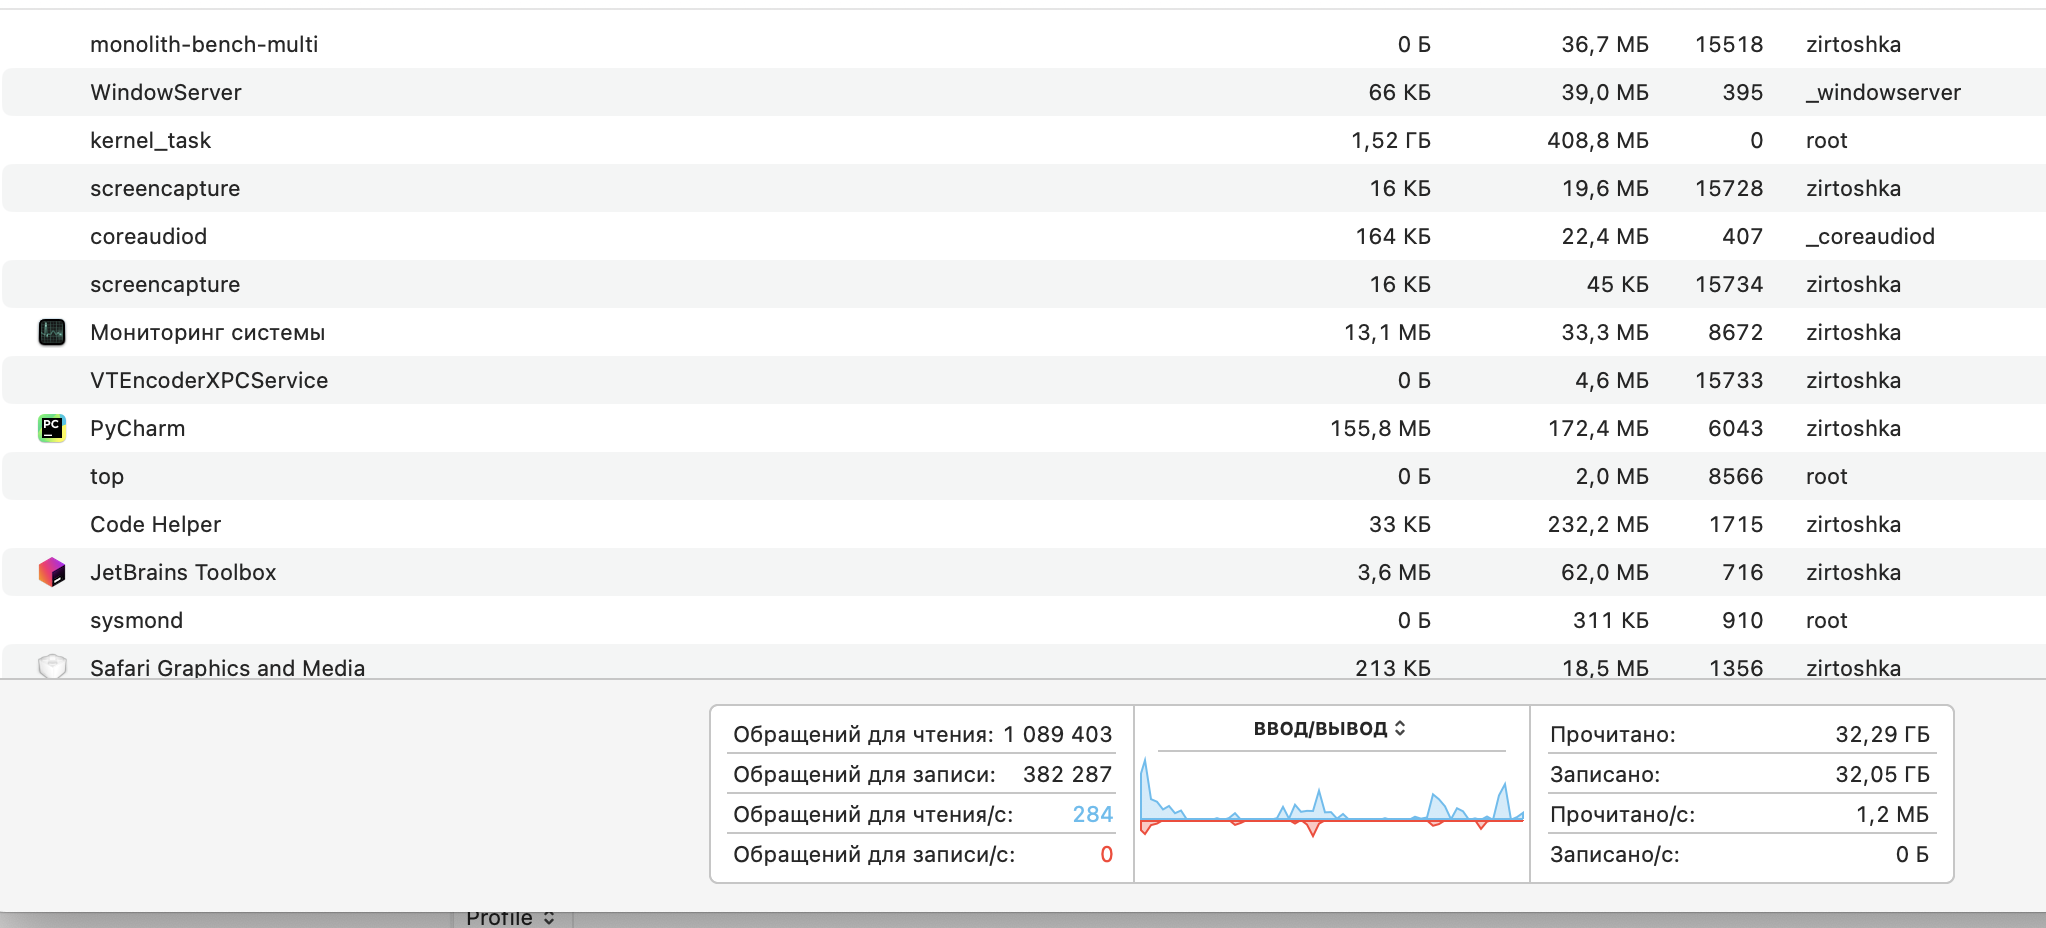 monolith-bench-multi 0 Б 36,7 МБ 15518 zirtoshka
WindowServer 66 КБ 39,0 МБ 395 _windowserver
kernel_task 1,52 ГБ 408,8 МБ 0 root
screencapture 16 КБ 19,6 МБ 15728 zirtoshka
coreaudiod 164 КБ 22,4 МБ 407 _coreaudiod
screencapture 16 КБ 45 КБ 15734 zirtoshka
Мониторинг системы 13,1 МБ 33,3 МБ 8672 zirtoshka
VTEncoderXPCService 0 Б 4,6 МБ 15733 zirtoshka
PC PyCharm 155,8 МБ 172,4 МБ 6043 zirtoshka
top 0 Б 2,0 МБ 8566 root
Code Helper 33 КБ 232,2 МБ 1715 zirtoshka
JetBrains Toolbox 3,6 МБ 62,0 МБ 716 zirtoshka
sysmond 0 Б 311 КБ 910 root
Safari Graphics and Media 213 КБ 18,5 МБ 1356 zirtoshka
Обращений для чтения: 1 089 403
Обращений для записи: 382 287
Обращений для чтения/с: 284
Обращений для записи/с: 0
ВВОД/ВЫВОД
Прочитано: 32,29 ГБ
Записано: 32,05 ГБ
Прочитано/с: 1,2 МБ
Записано/с: 0 Б
Profile